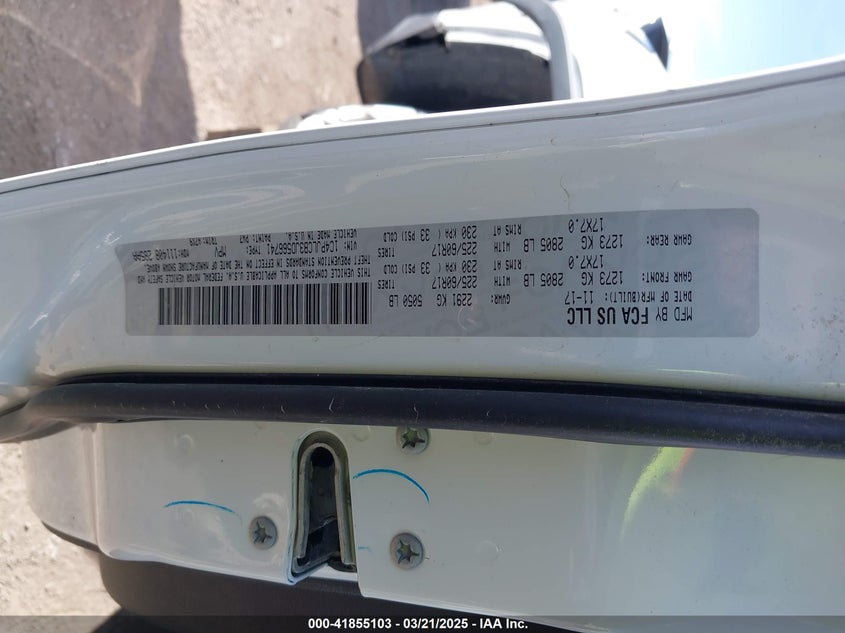 MFD BY FCA US LLC
DATE OF MFR(BUILT): 11-17
GVWR: 2291 KG 5050 LB
GAWR FRONT: 1273 KG 2805 LB WITH 225/60R17 TIRES
17X7.0 RIMS AT 230 KPA( 33 PSI) COLD
GAWR REAR: 1273 KG 2805 LB WITH 225/60R17 TIRES
17X7.0 RIMS AT 230 KPA( 33 PSI) COLD
THIS VEHICLE CONFORMS TO ALL APPLICABLE U.S.A. FEDERAL MOTOR VEHICLE SAFETY AND
THEFT PREVENTION STANDARDS IN EFFECT ON THE DATE OF MANUFACTURE SHOWN ABOVE.
VIN: 1C4PJLCB3JD566741 TYPE: MPV
VEHICLE MADE IN U.S.A. PAINT: PW7
000-41855103 - 03/21/2025 - IAA Inc.